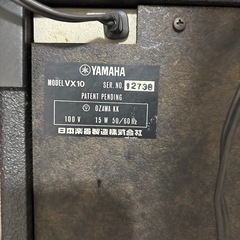 YAMAHA
MODEL VX10 SER. NO. 12738
PATENT PENDING
OZAWA KK
100 V 15 W 50/60 Hz
日本楽器製造株式会社